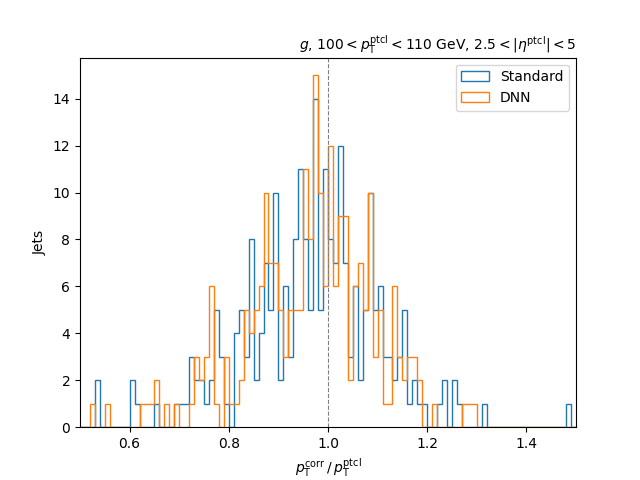 g, 100 < p_T^ptcl < 110 GeV, 2.5 < |η^ptcl| < 5
Standard
DNN
Jets
14
12
10
8
6
4
2
0
0.6 0.8 1.0 1.2 1.4
p_T^corr / p_T^ptcl